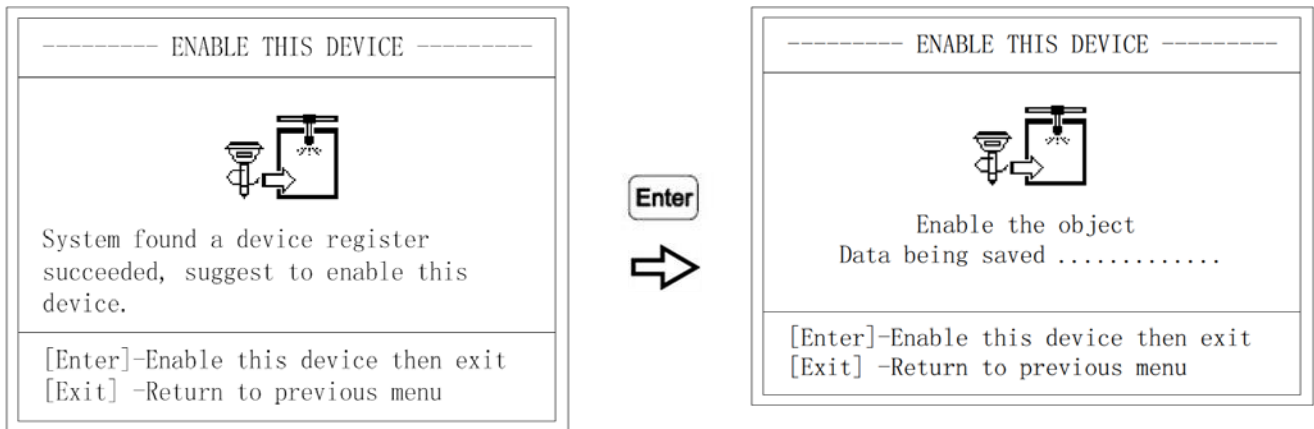 --------- ENABLE THIS DEVICE ---------
System found a device register
succeeded, suggest to enable this
device.
[Enter]-Enable this device then exit
[Exit] -Return to previous menu
Enter
--------- ENABLE THIS DEVICE ---------
Enable the object
Data being saved .............
[Enter]-Enable this device then exit
[Exit] -Return to previous menu